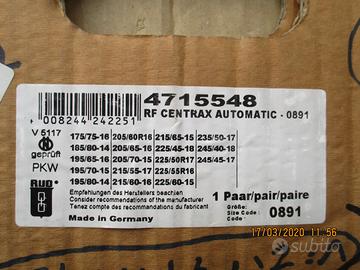 4715548
RF CENTRAX AUTOMATIC - 0891
008244 242251
V 5117
N
geprüft
PKW
RUD
175/75-16 205/60R16 215/65-15 235/50-17
185/80-14 205/65-15 225/45-18 245/40-18
195/65-16 205/70-15 225/50R17 245/45-17
195/70-15 215/55-17 225/55R16
195/80-14 215/60-16 225/60-15
Empfehlungen des Herstellers beachten
Consider recommendations of the manufacturer
Tenez compte des recommandations du fabricant
Made in Germany
1 Paar/pair/paire
Größe:
Size Code:
Code:
0891
17/03/2020 11 56
subito